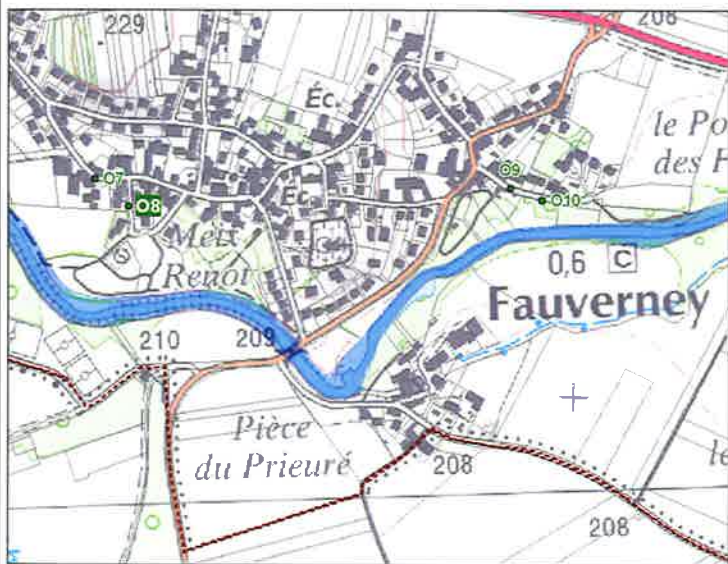 229
208
Éc.
le Po
des
O7
O8
Éc.
O9
O10
Meix
Renot
0,6 C
Fauverney
210
209
Pièce
du Prieuré
208
le
208